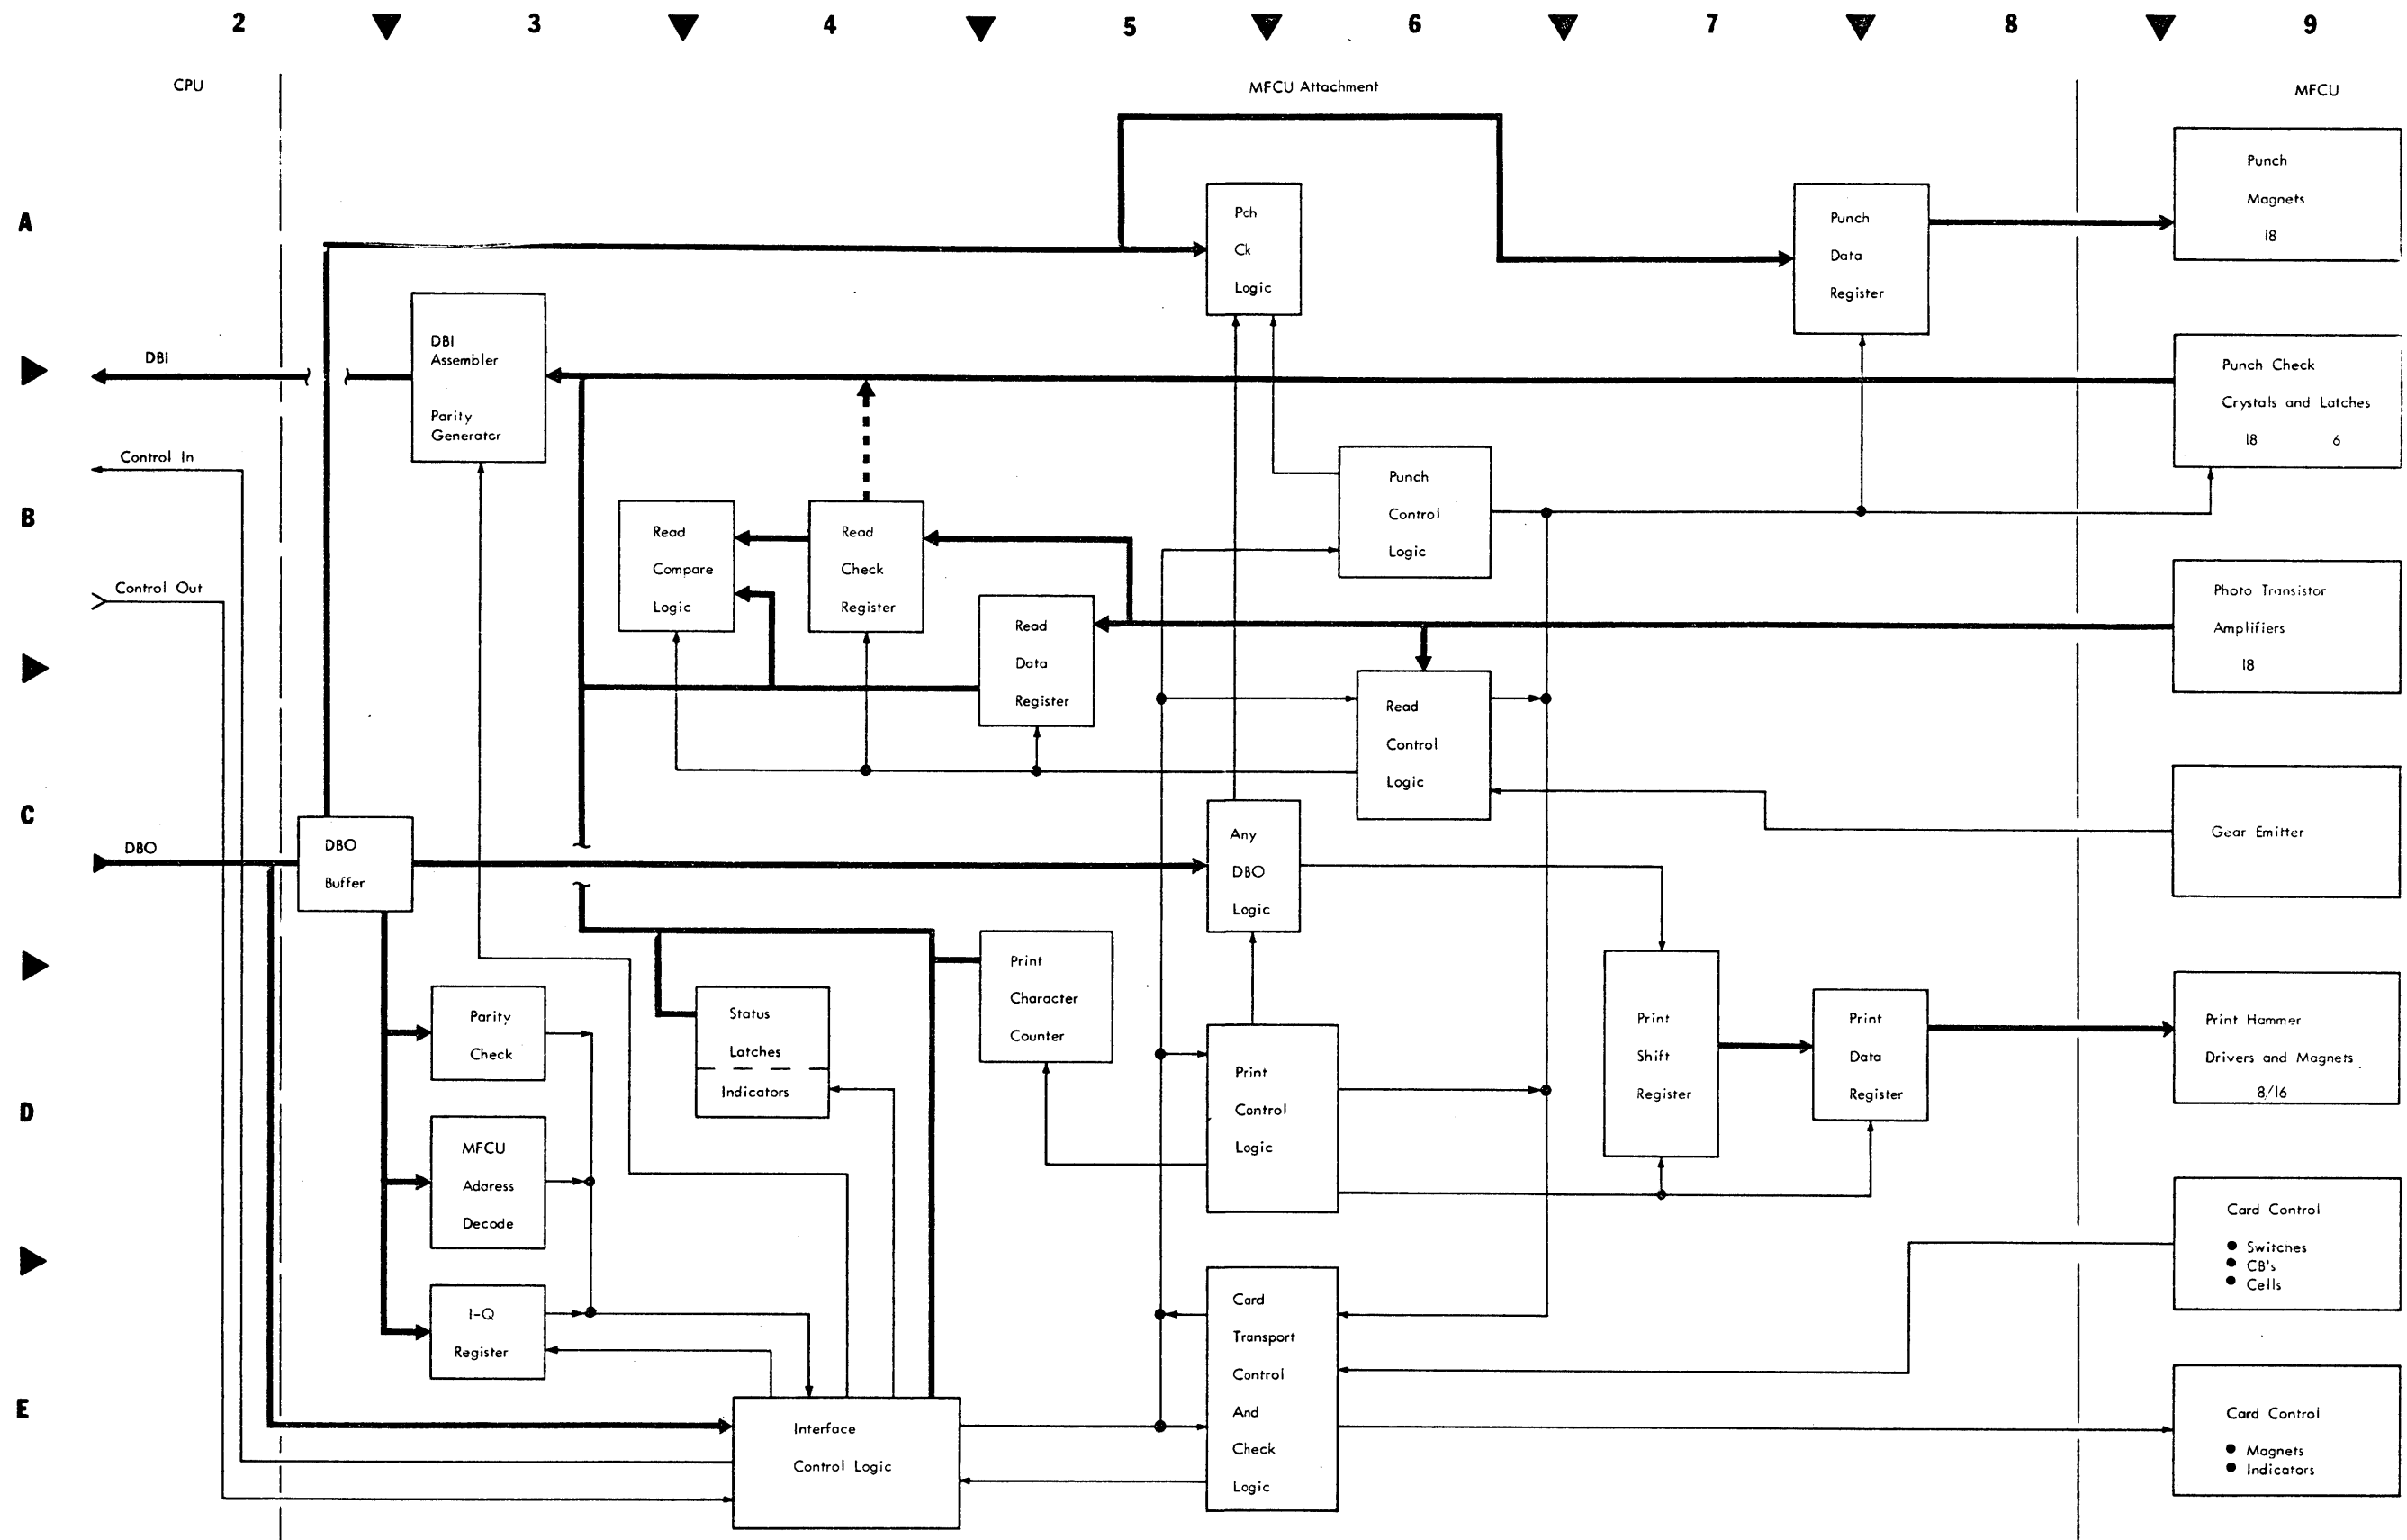 2 3 4 5 6 7 8 9
CPU
MFCU Attachment
MFCU
A
B
C
D
E
DBI
Control In
Control Out
DBO
DBI
Assembler
Parity
Generator
Pch
Ck
Logic
Punch
Data
Register
Punch
Magnets
18
Punch Check
Crystals and Latches
18 6
Read
Compare
Logic
Read
Check
Register
Read
Data
Register
Punch
Control
Logic
Photo Transistor
Amplifiers
18
Read
Control
Logic
Gear Emitter
DBO
Buffer
Any
DBO
Logic
Parity
Check
Status
Latches
Indicators
Print
Character
Counter
Print
Control
Logic
Print
Shift
Register
Print
Data
Register
Print Hammer
Drivers and Magnets
8/16
MFCU
Adaress
Decode
I-Q
Register
Interface
Control Logic
Card
Transport
Control
And
Check
Logic
Card Control
● Switcnes
● CB's
● Cells
Card Control
● Magnets
● Indicators